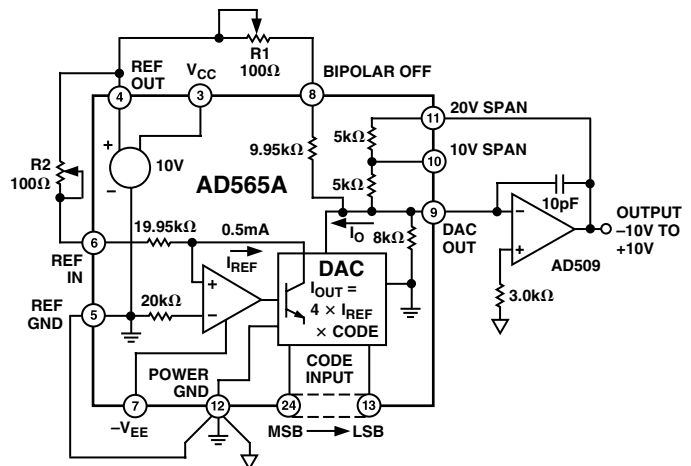 R1
100Ω
REF
OUT
VCC
BIPOLAR OFF
4
3
8
20V SPAN
11
5kΩ
9.95kΩ
10V SPAN
10
+
10V
–
R2
100Ω
AD565A
5kΩ
10pF
9
DAC
OUT
–
+
AD509
OUTPUT
–10V TO
+10V
IO
8kΩ
19.95kΩ
0.5mA
6
REF
IN
IREF
DAC
IOUT =
4 × IREF
× CODE
+
–
3.0kΩ
REF
GND
5
20kΩ
CODE
INPUT
POWER
GND
7
12
24
13
–VEE
MSB
LSB